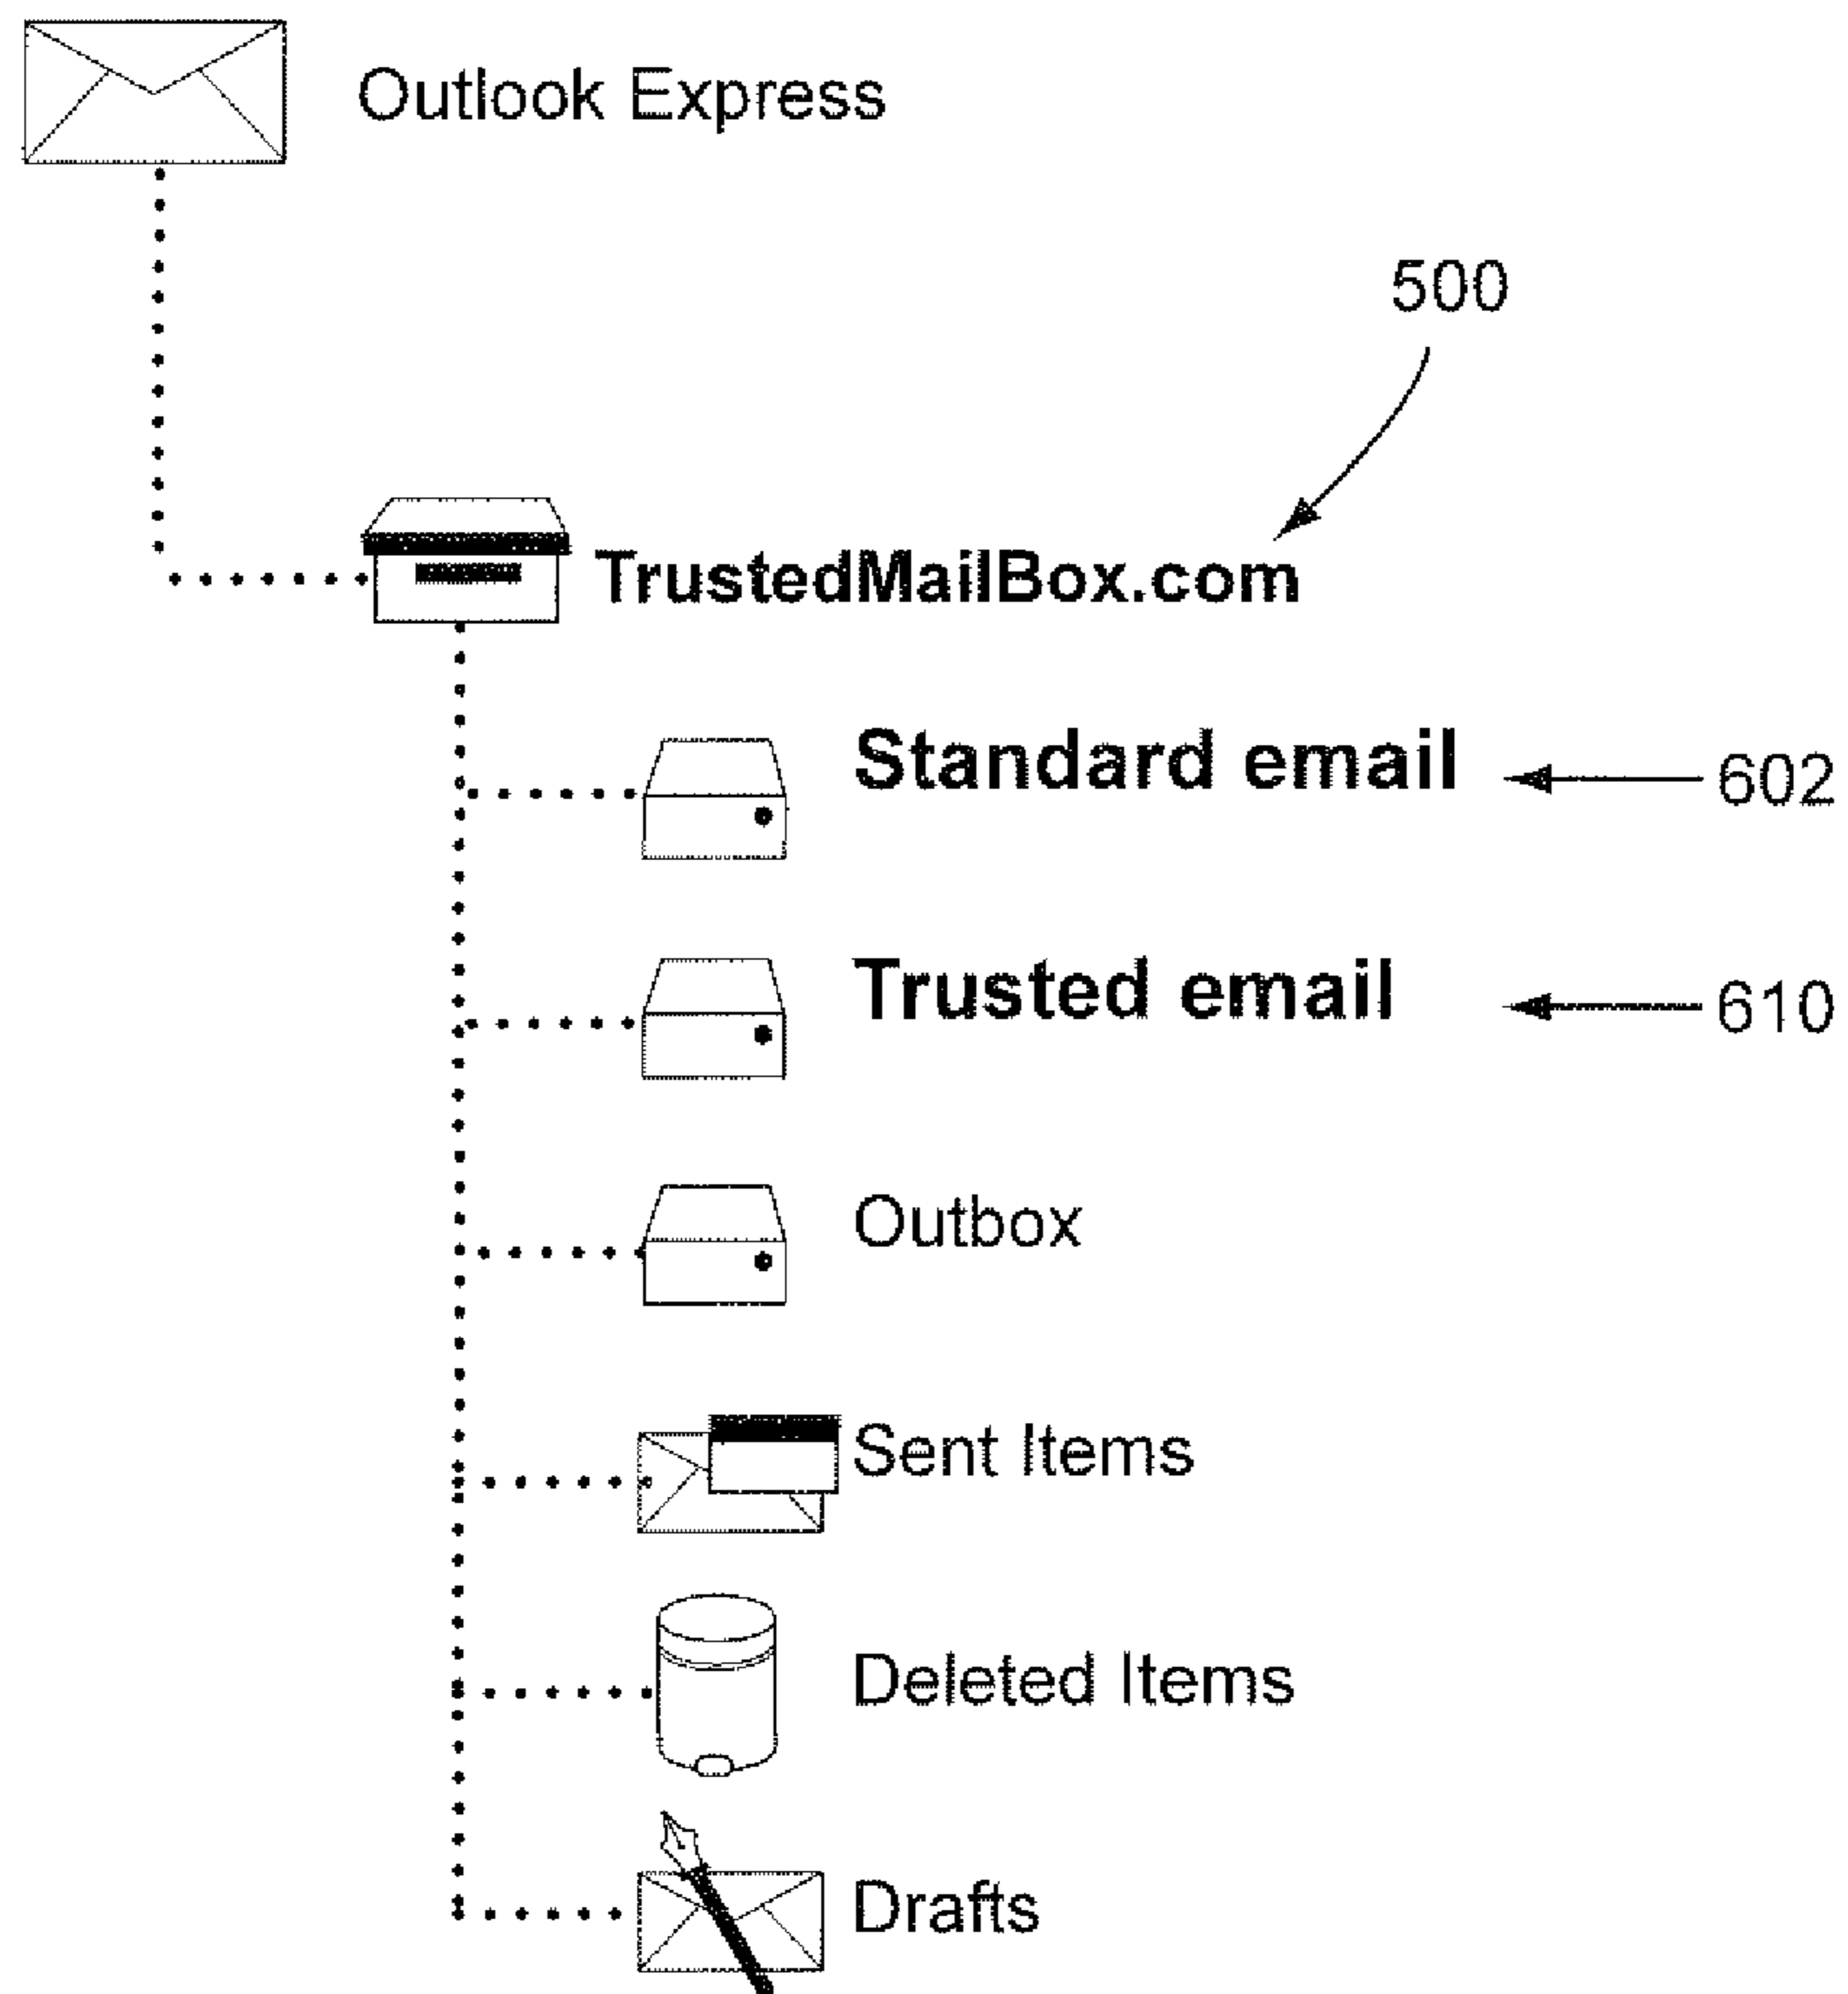 Outlook Express
500
TrustedMailBox.com
Standard email
602
Trusted email
610
Outbox
Sent Items
Deleted Items
Drafts